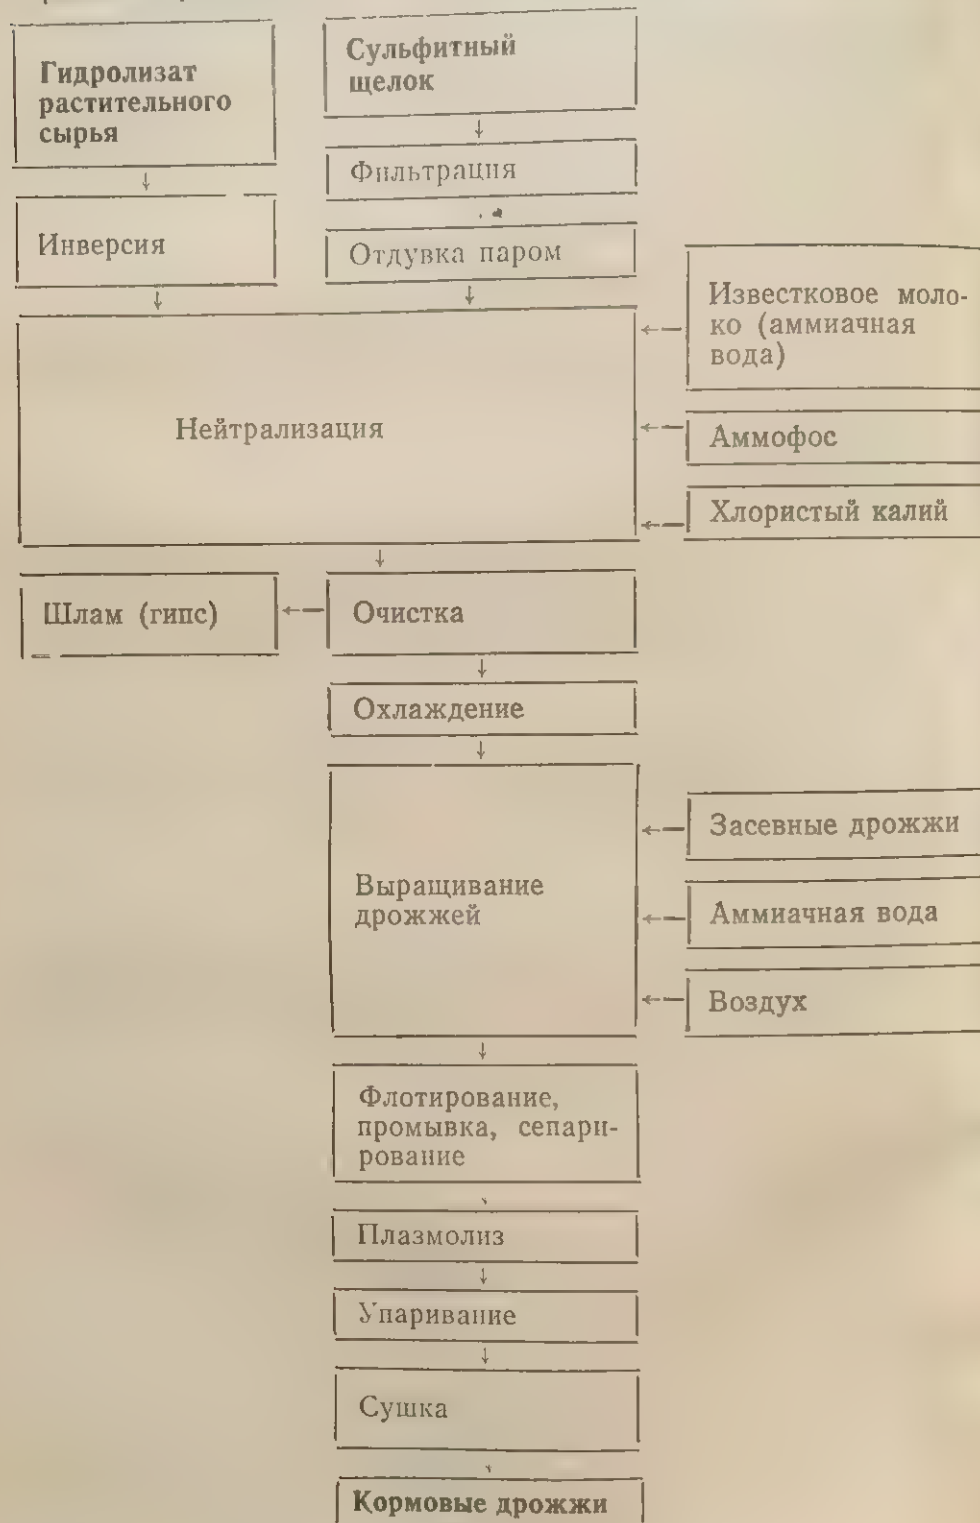 Гидролизат
растительного
сырья
Сульфитный
щелок
Фильтрация
Инверсия
Отдувка паром
Известковое моло-
ко (аммиачная
вода)
Нейтрализация
Аммофос
Хлористый калий
Шлам (гипс)
Очистка
Охлаждение
Засевные дрожжи
Выращивание
дрожжей
Аммиачная вода
Воздух
Флотирование,
промывка, сепари-
рование
Плазмолиз
Упаривание
Сушка
Кормовые дрожжи